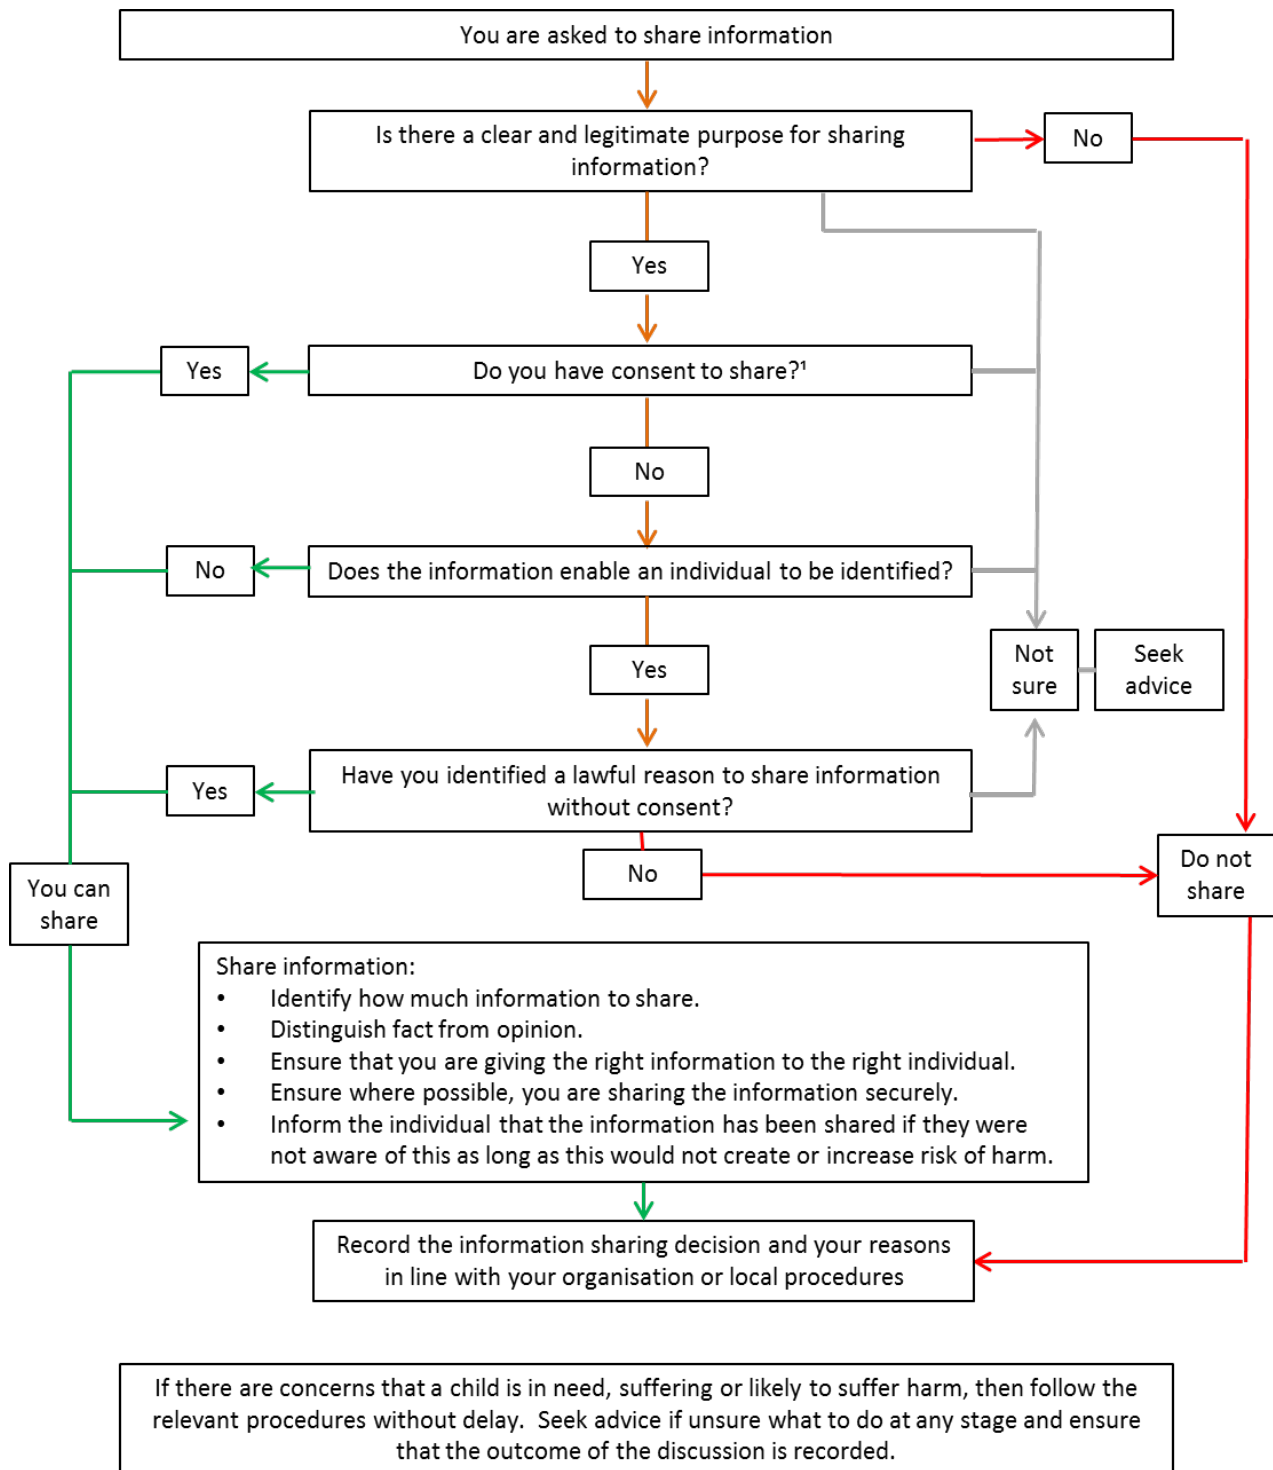 You are asked to share information
Is there a clear and legitimate purpose for sharing
information?
No
Yes
Yes
Do you have consent to share?¹
No
No
Does the information enable an individual to be identified?
Yes
Not
sure
Seek
advice
Yes
Have you identified a lawful reason to share information
without consent?
No
Do not
share
You can
share
Share information:
• Identify how much information to share.
• Distinguish fact from opinion.
• Ensure that you are giving the right information to the right individual.
• Ensure where possible, you are sharing the information securely.
• Inform the individual that the information has been shared if they were
not aware of this as long as this would not create or increase risk of harm.
Record the information sharing decision and your reasons
in line with your organisation or local procedures
If there are concerns that a child is in need, suffering or likely to suffer harm, then follow the
relevant procedures without delay. Seek advice if unsure what to do at any stage and ensure
that the outcome of the discussion is recorded.